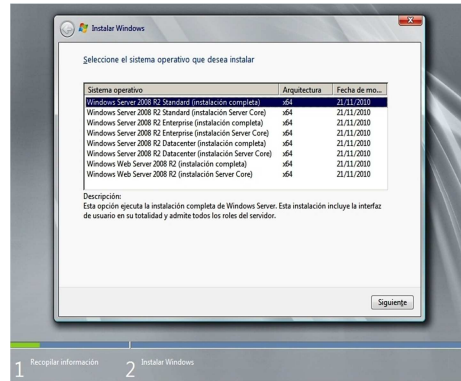 Instalar Windows
Seleccione el sistema operativo que desea instalar
Sistema operativo Arquitectura Fecha de mo...
Windows Server 2008 R2 Standard (instalación completa) x64 21/11/2010
Windows Server 2008 R2 Standard (instalación Server Core) x64 21/11/2010
Windows Server 2008 R2 Enterprise (instalación completa) x64 21/11/2010
Windows Server 2008 R2 Enterprise (instalación Server Core) x64 21/11/2010
Windows Server 2008 R2 Datacenter (instalación completa) x64 21/11/2010
Windows Server 2008 R2 Datacenter (instalación Server Core) x64 21/11/2010
Windows Web Server 2008 R2 (instalación completa) x64 21/11/2010
Windows Web Server 2008 R2 (instalación Server Core) x64 21/11/2010
Descripción:
Esta opción ejecuta la instalación completa de Windows Server. Esta instalación incluye la interfaz
de usuario en su totalidad y admite todos los roles del servidor.
Siguiente
1 Recopilar información 2 Instalar Windows